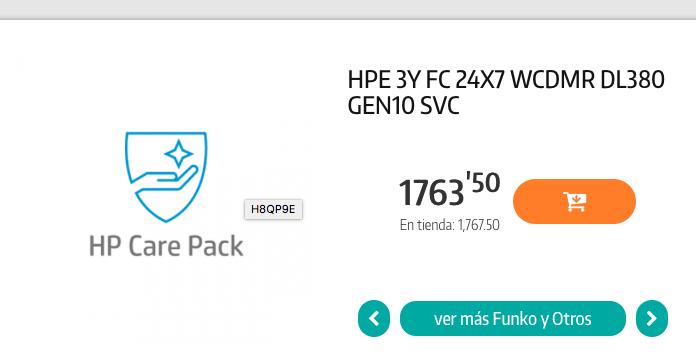 HPE 3Y FC 24X7 WCDMR DL380
GEN10 SVC
1763'50
En tienda: 1,767.50
H8QP9E
HP Care Pack
ver más Funko y Otros